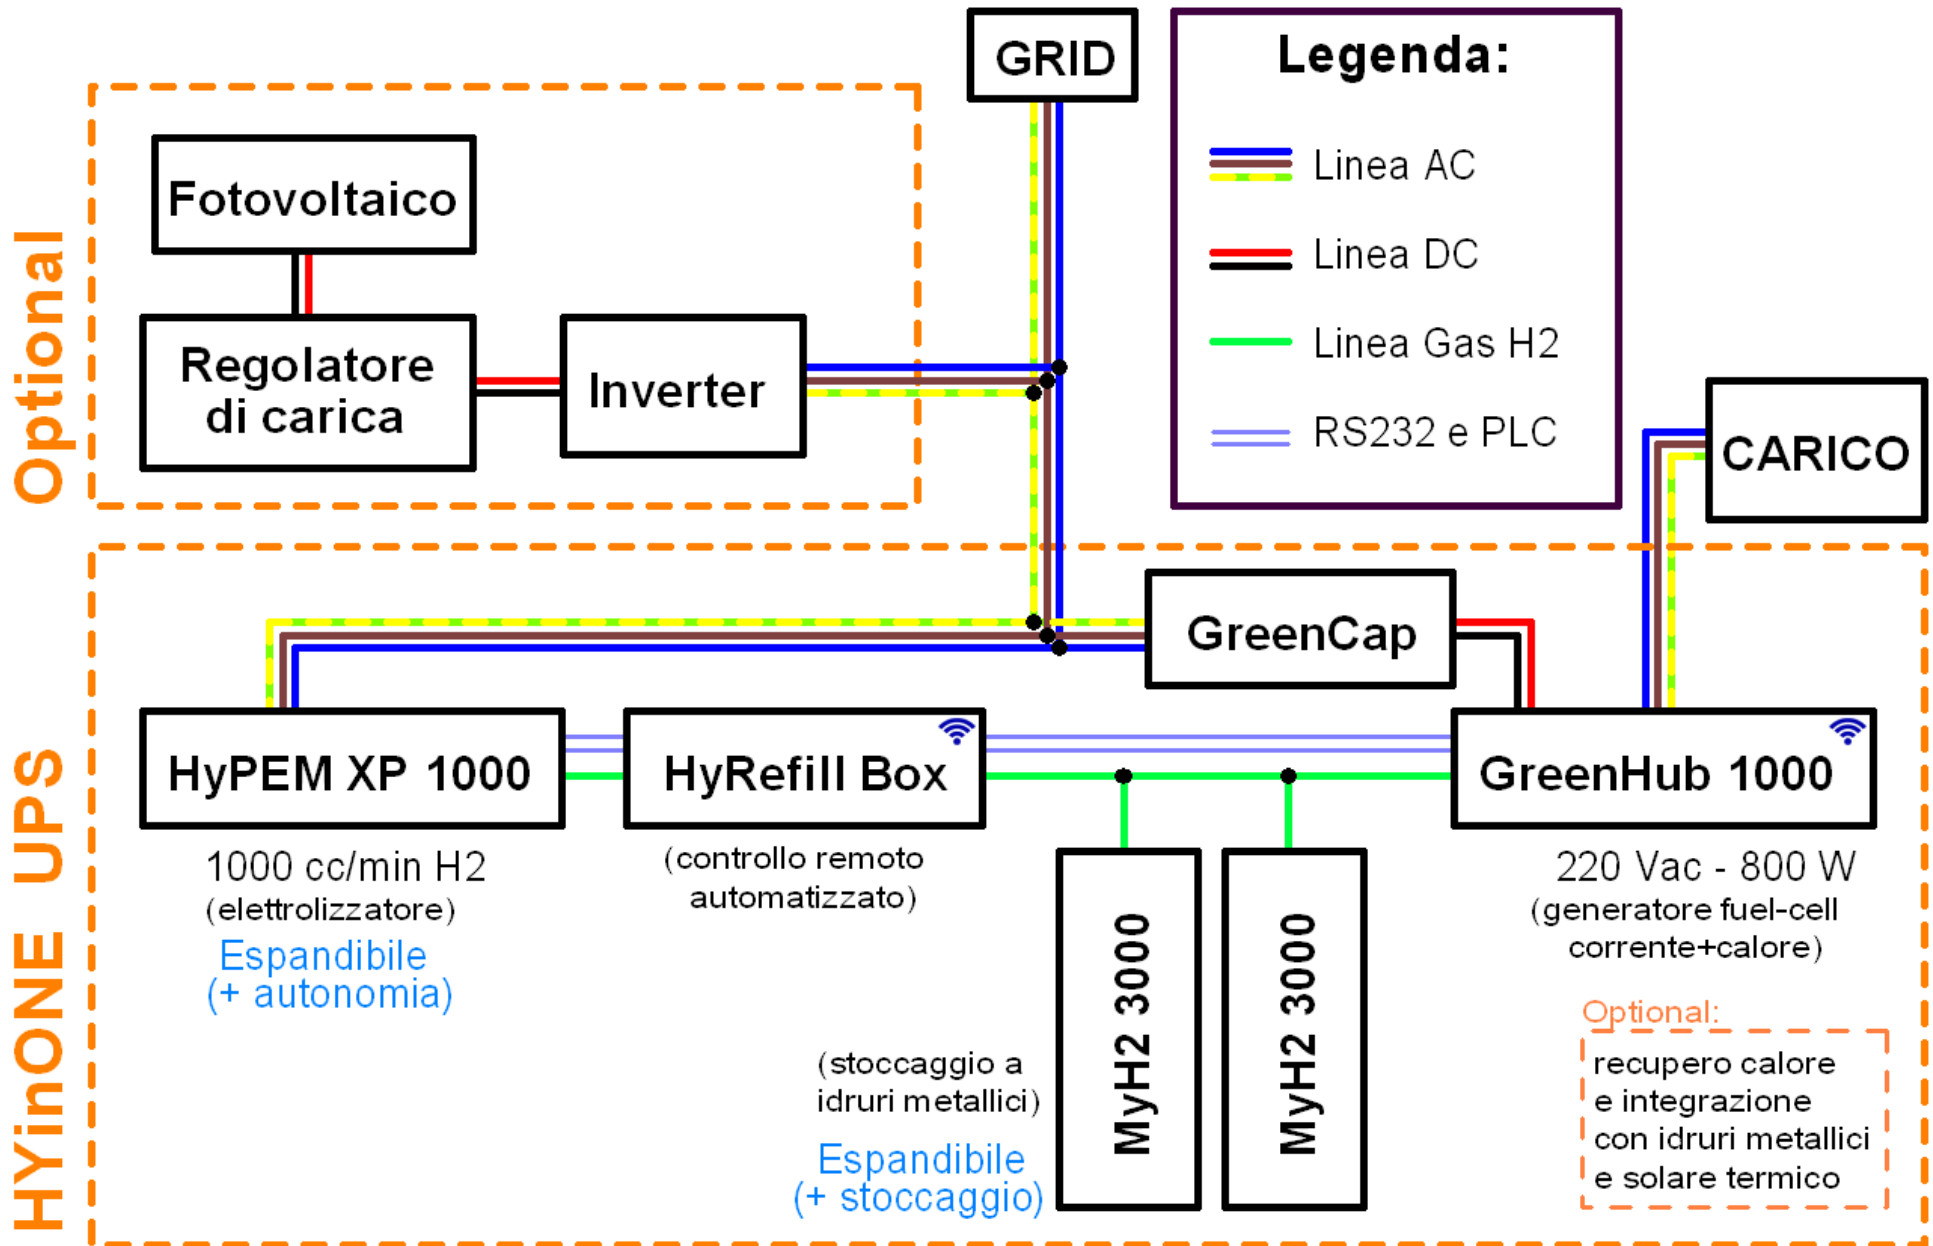 GRID
Legenda:
Linea AC
Linea DC
Linea Gas H2
RS232 e PLC
Optional
Fotovoltaico
Regolatore
di carica
Inverter
CARICO
HYinONE UPS
GreenCap
HyPEM XP 1000
HyRefill Box
GreenHub 1000
1000 cc/min H2
(elettrolizzatore)
Espandibile
(+ autonomia)
(controllo remoto
automatizzato)
(stoccaggio a
idruri metallici)
Espandibile
(+ stoccaggio)
MyH2 3000
MyH2 3000
220 Vac - 800 W
(generatore fuel-cell
corrente+calore)
Optional:
recupero calore
e integrazione
con idruri metallici
e solare termico